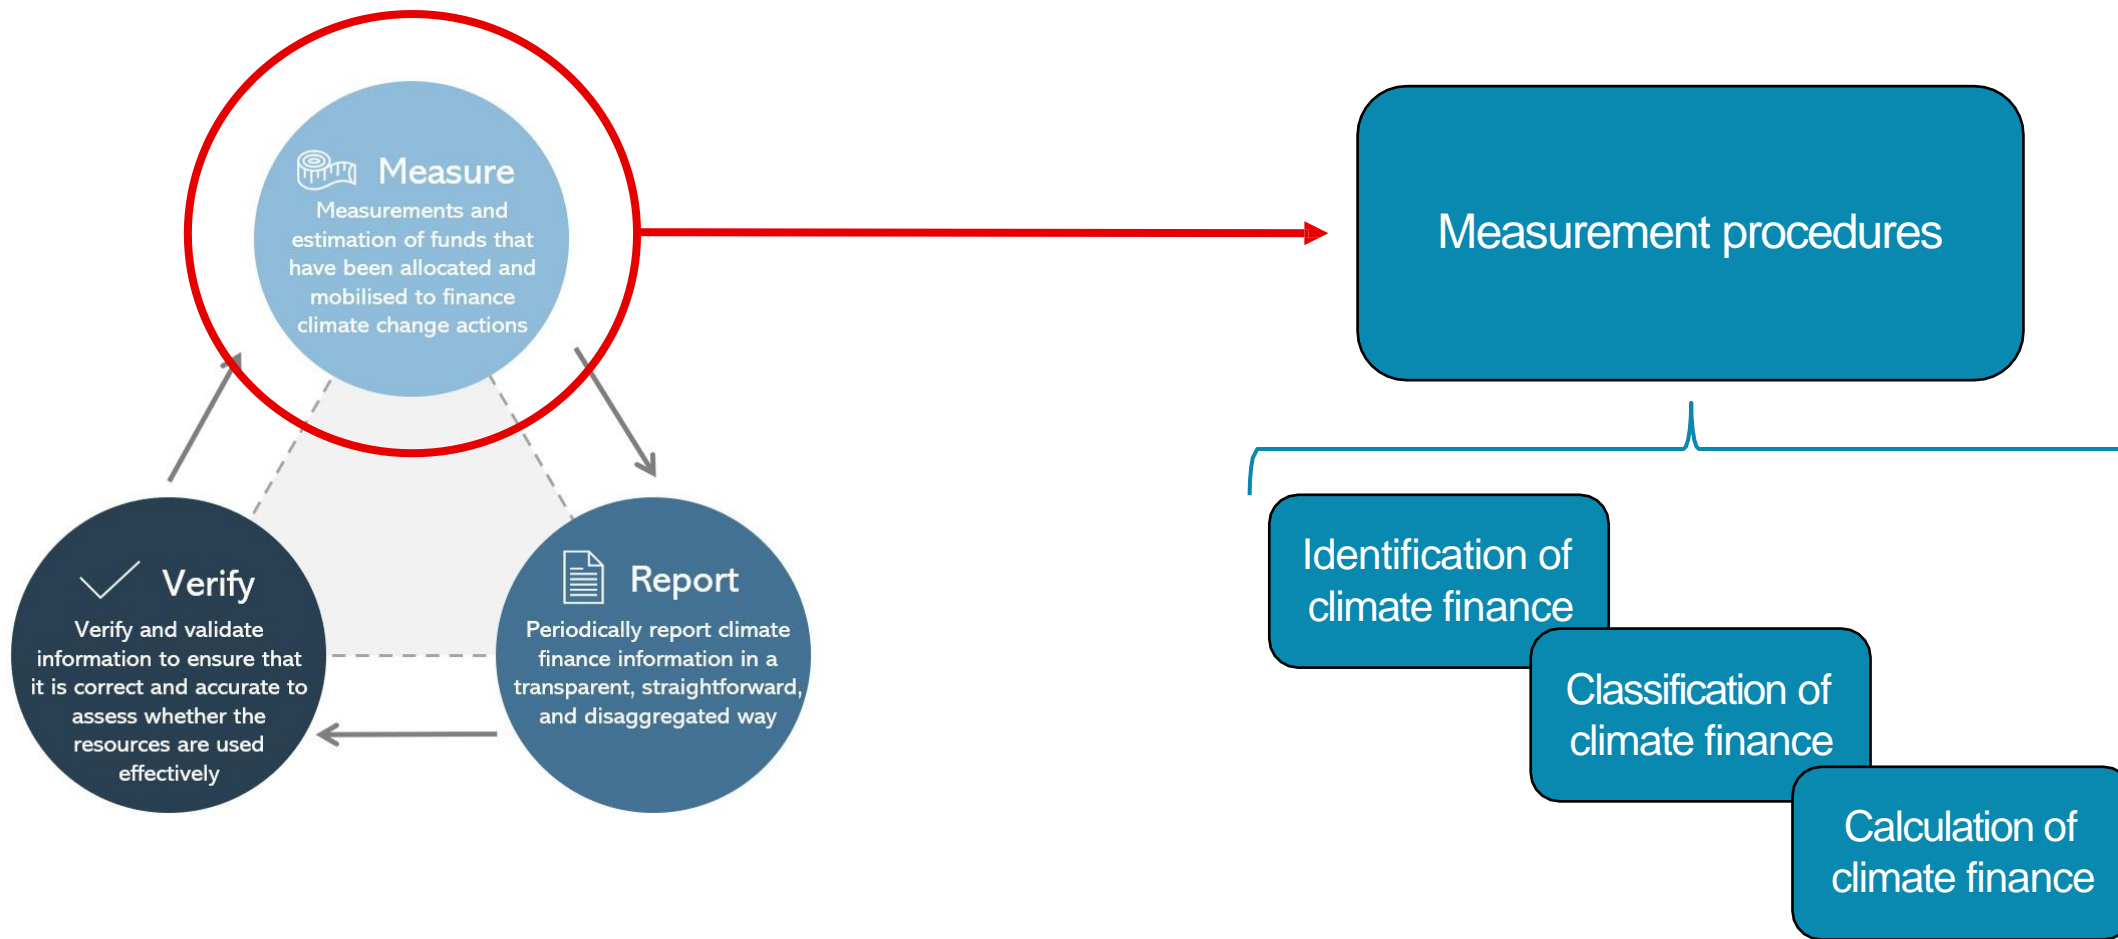 Measure
Measurements and
estimation of funds that
have been allocated and
mobilised to finance
climate change actions
Verify
Verify and validate
information to ensure that
it is correct and accurate to
assess whether the
resources are used
effectively
Report
Periodically report climate
finance information in a
transparent, straightforward,
and disaggregated way
Measurement procedures
Identification of
climate finance
Classification of
climate finance
Calculation of
climate finance